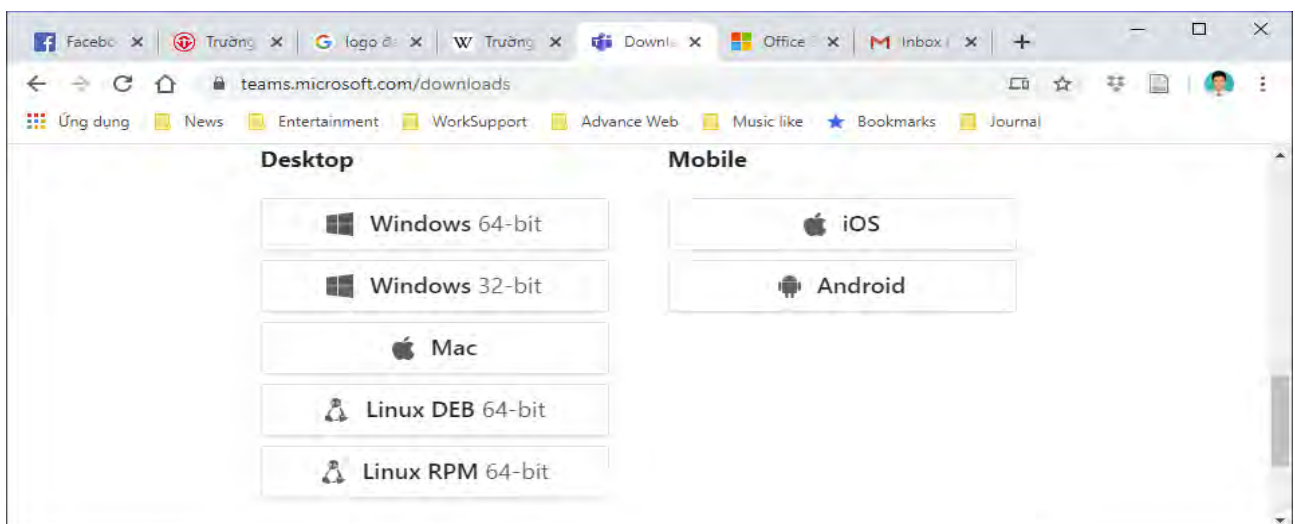 Facebo Trường logo đ Trường Downl Office Inbox
teams.microsoft.com/downloads
Ứng dụng News Entertainment WorkSupport Advance Web Music like Bookmarks Journal
Desktop Mobile
Windows 64-bit iOS
Windows 32-bit Android
Mac
Linux DEB 64-bit
Linux RPM 64-bit